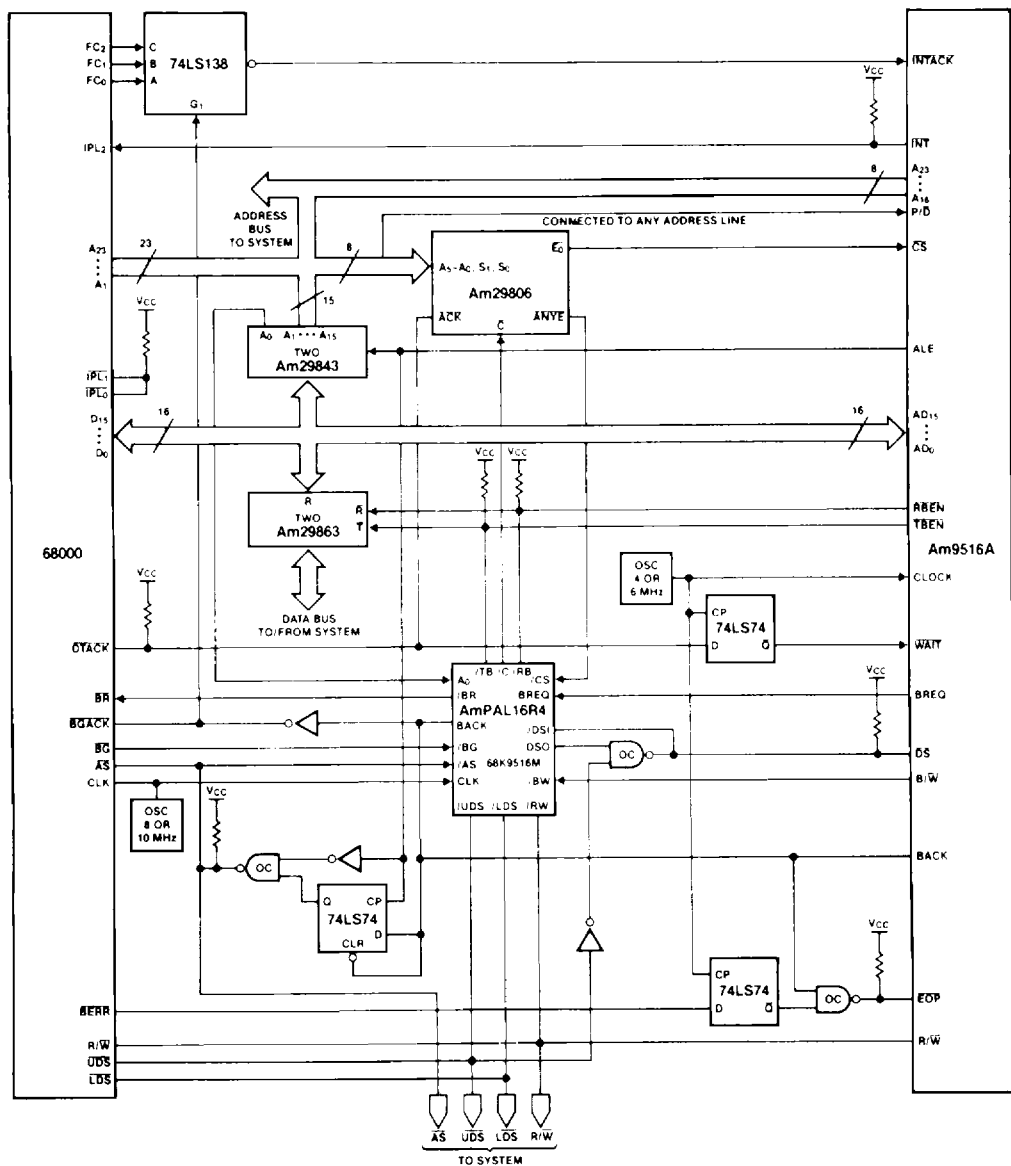 FC2
FC1
FC0
C
B
A
74LS138
G1
INTACK
VCC
IPL2
INT
A23
A16
8
ADDRESS
BUS
TO SYSTEM
CONNECTED TO ANY ADDRESS LINE
P/D
A23
A1
23
8
A5-A0, S1, S0
E0
Am29806
ACK
C
ANYE
CS
15
VCC
A0
A1
A15
TWO
Am29843
ALE
IPL1
IPL0
D15
D0
16
16
AD15
AD0
VCC
VCC
R
TWO
Am29863
R
T
RBEN
TBEN
68000
Am9516A
DATA BUS
TO/FROM SYSTEM
VCC
OSC
4 OR
6 MHz
CLOCK
CP
74LS74
D
Q
DTACK
WAIT
/TB
/C
/RB
A0
/CS
BR
/BR
BREQ
BREQ
AmPAL16R4
BGACK
BACK
/DSI
VCC
BG
/BG
DSO
OC
DS
AS
/AS
68K9516M
CLK
CLK
/BW
B/W
/UDS
/LDS
/RW
OSC
8 OR
10 MHz
VCC
OC
BACK
Q
CP
74LS74
D
CLR
VCC
CP
74LS74
D
Q
OC
EOP
BERR
R/W
R/W
UDS
LDS
AS
UDS
LDS
R/W
TO SYSTEM